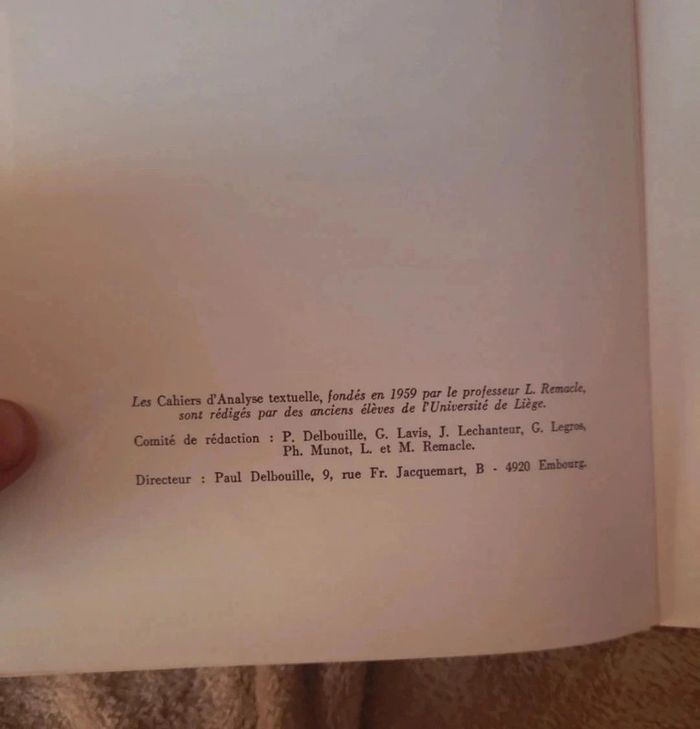 Les Cahiers d'Analyse textuelle, fondés en 1959 par le professeur L. Remacle,
sont rédigés par des anciens élèves de l'Université de Liège.
Comité de rédaction : P. Delbouille, G. Lavis, J. Lechanteur, G. Legros,
Ph. Munot, L. et M. Remacle.
Directeur : Paul Delbouille, 9, rue Fr. Jacquemart, B - 4920 Embourg.